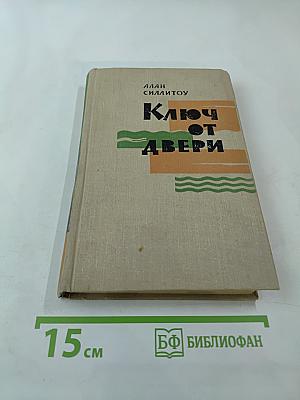 АЛАН
СИЛЛИТОУ
КЛЮЧ
ОТ
ДВЕРИ
15 см
БФ БИБЛИОФАН